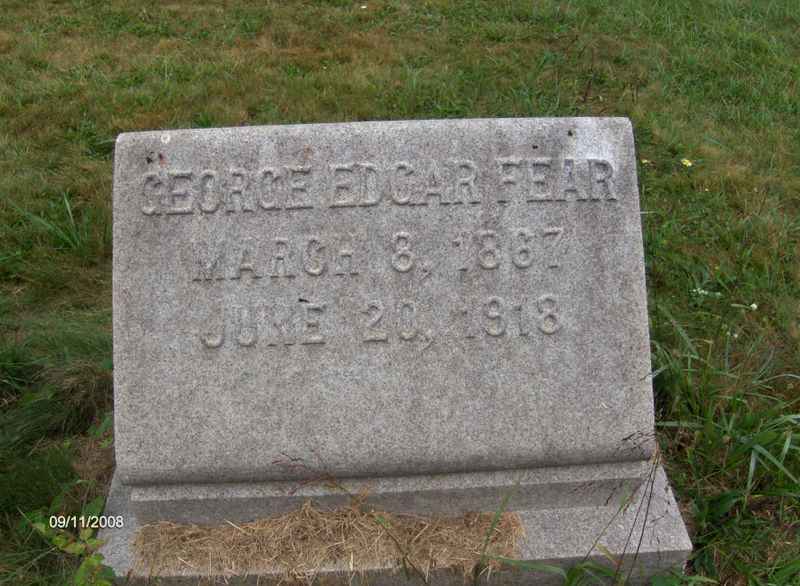 GEORGE EDGAR FEAR
MARCH 8, 1867
JUNE 20, 1918
09/11/2008